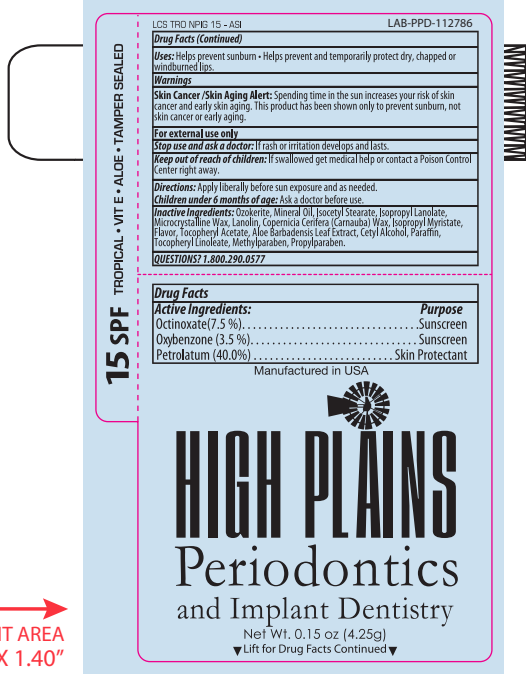 LCS TRO NPIG 15 - ASI
LAB-PPD-112786
Drug Facts (Continued)
Uses: Helps prevent sunburn • Helps prevent and temporarily protect dry, chapped or
windburned lips.
Warnings
Skin Cancer /Skin Aging Alert: Spending time in the sun increases your risk of skin
cancer and early skin aging. This product has been shown only to prevent sunburn, not
skin cancer or early aging.
For external use only
Stop use and ask a doctor: If rash or irritation develops and lasts.
Keep out of reach of children: If swallowed get medical help or contact a Poison Control
Center right away.
Directions: Apply liberally before sun exposure and as needed.
Children under 6 months of age: Ask a doctor before use.
Inactive Ingredients: Ozokerite, Mineral Oil, Isocetyl Stearate, Isopropyl Lanolate,
Microcrystalline Wax, Lanolin, Copernicia Cerifera (Carnauba) Wax, Isopropyl Myristate,
Flavor, Tocopheryl Acetate, Aloe Barbadensis Leaf Extract, Cetyl Alcohol, Paraffin,
Tocopheryl Linoleate, Methylparaben, Propylparaben.
QUESTIONS? 1.800.290.0577
15 SPF TROPICAL • VIT E • ALOE • TAMPER SEALED
Drug Facts
Active Ingredients: Purpose
Octinoxate(7.5 %)................................Sunscreen
Oxybenzone (3.5 %)..............................Sunscreen
Petrolatum (40.0%).........................Skin Protectant
Manufactured in USA
HIGH PLAINS
Periodontics
and Implant Dentistry
Net Wt. 0.15 oz (4.25g)
▼Lift for Drug Facts Continued▼
T AREA
X 1.40"